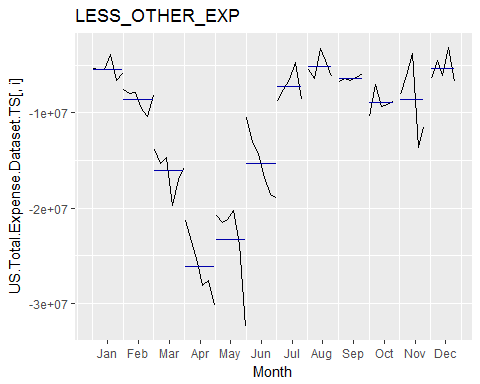 LESS_OTHER_EXP
US.Total.Expense.Dataset.TS[, i]
-1e+07
-2e+07
-3e+07
Jan Feb Mar Apr May Jun Jul Aug Sep Oct Nov Dec
Month